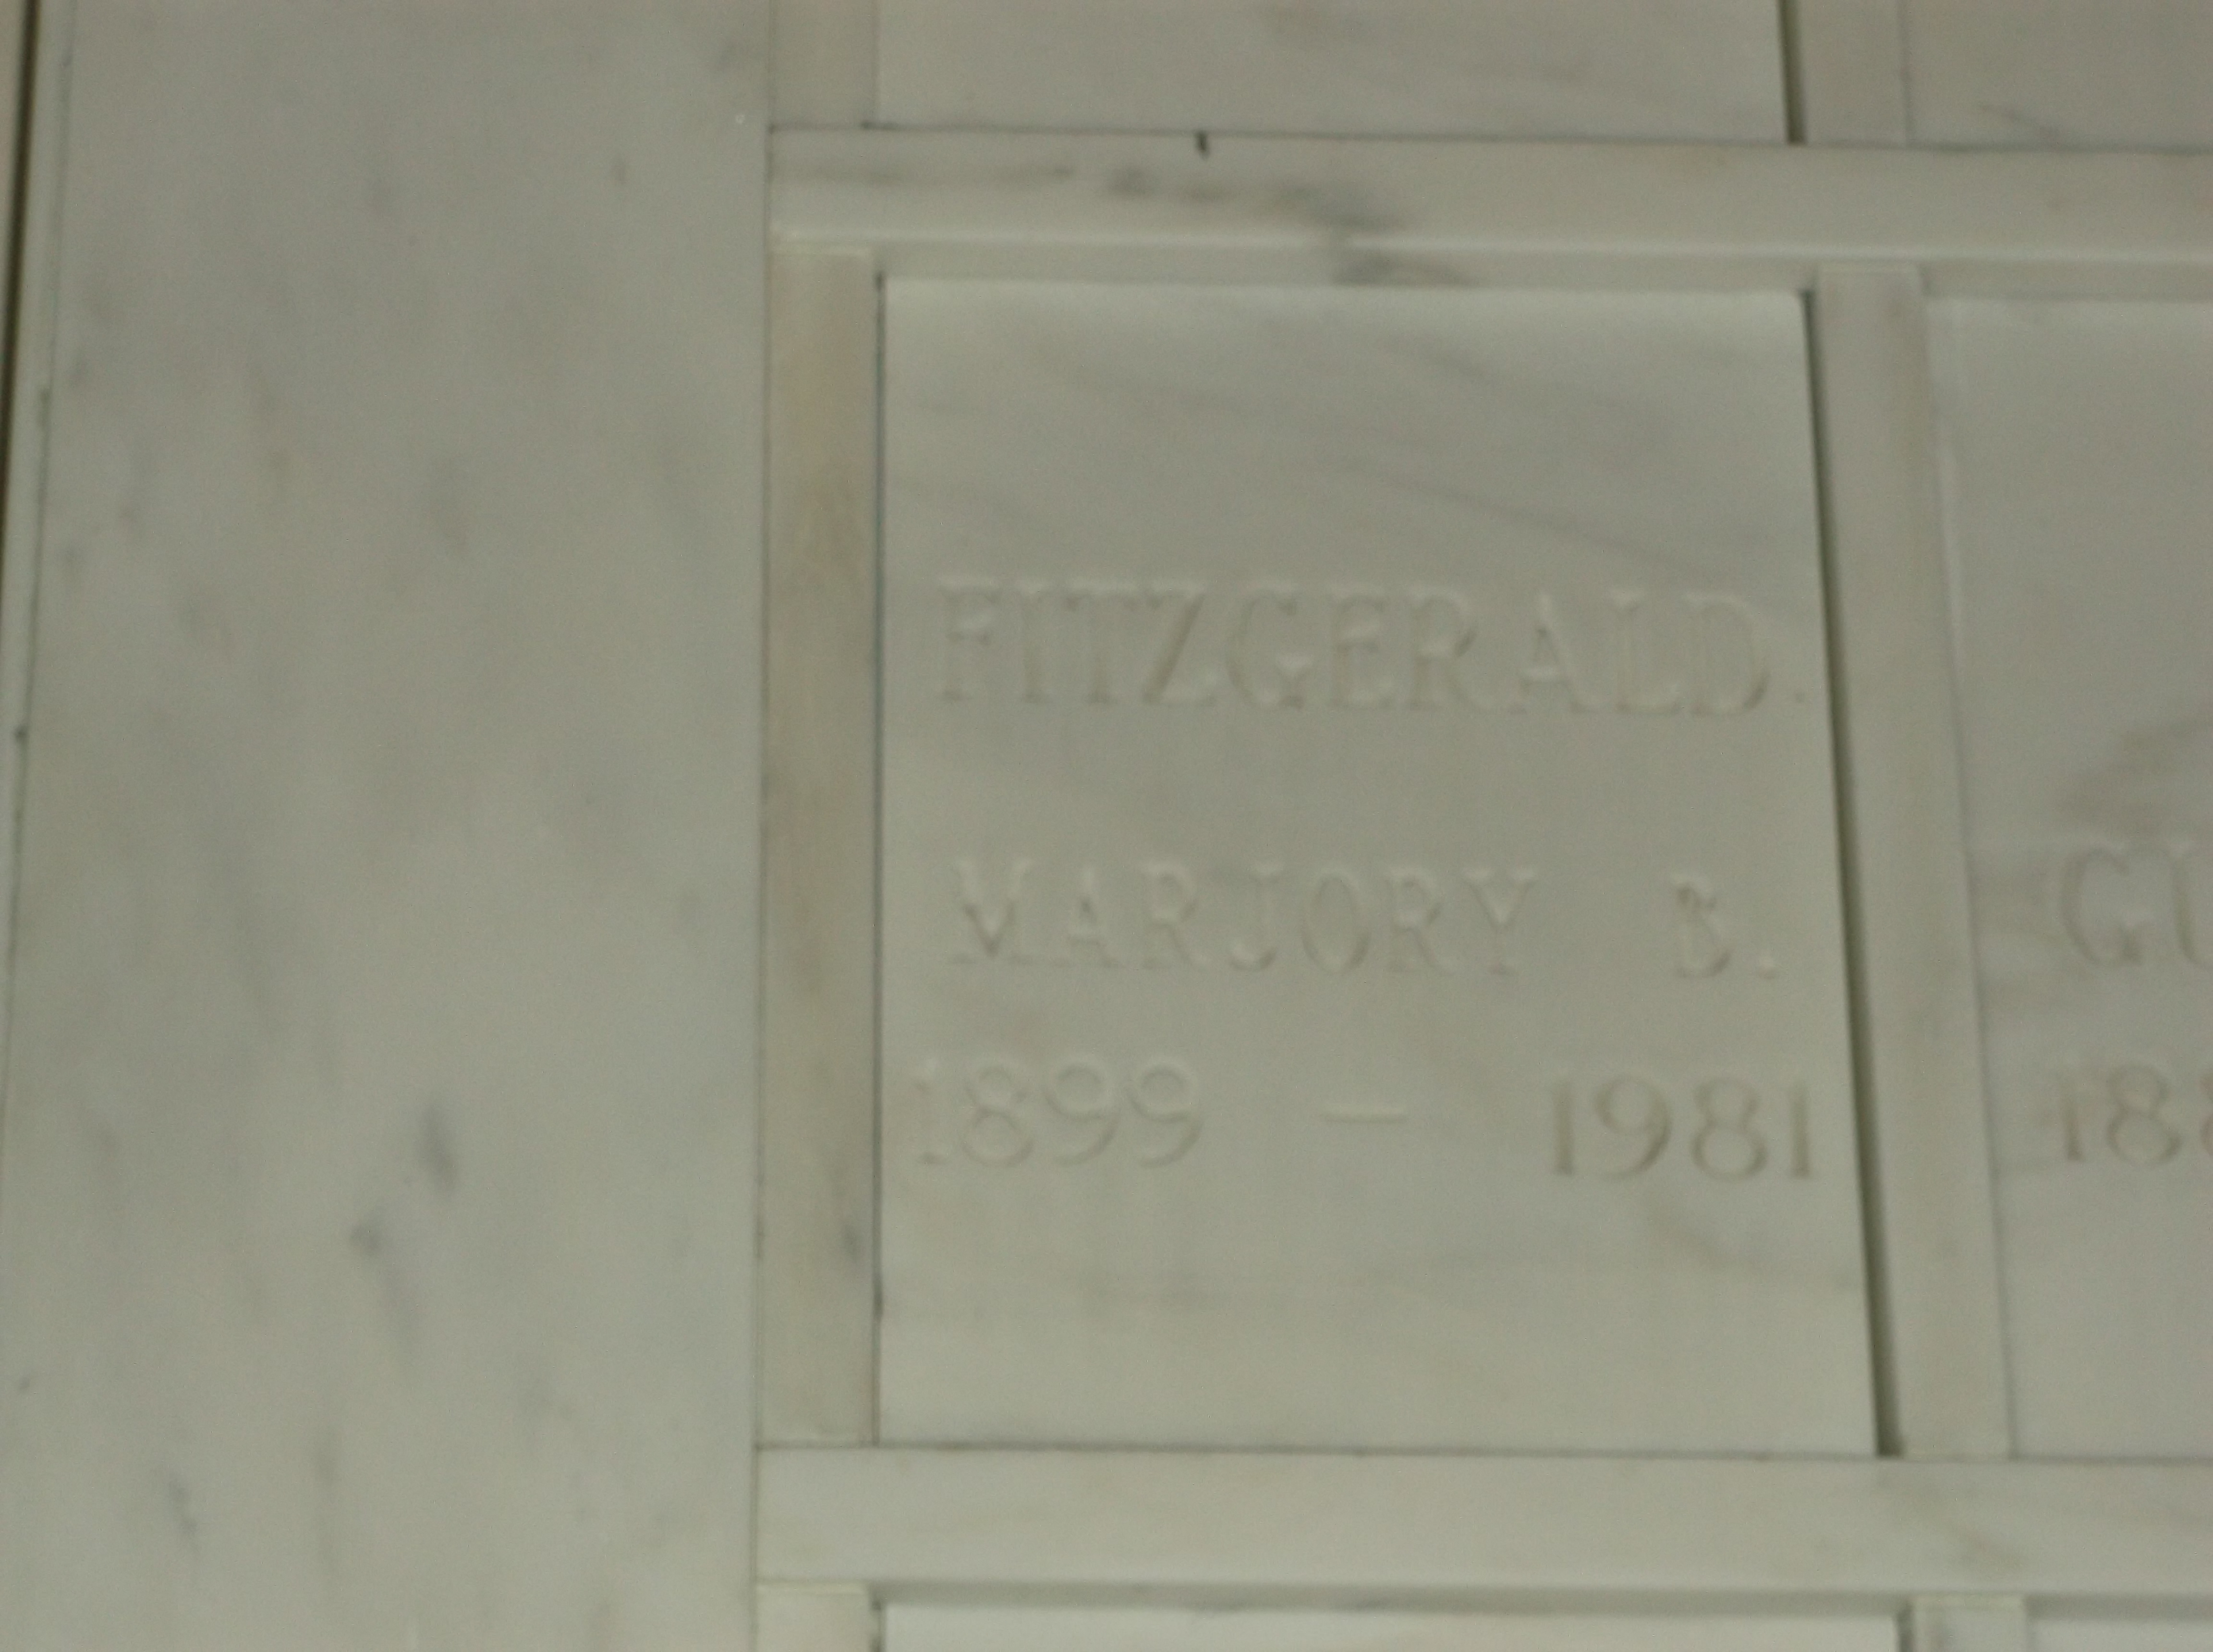 FITZGERALD.
MARJORY B.
1899 — 1981